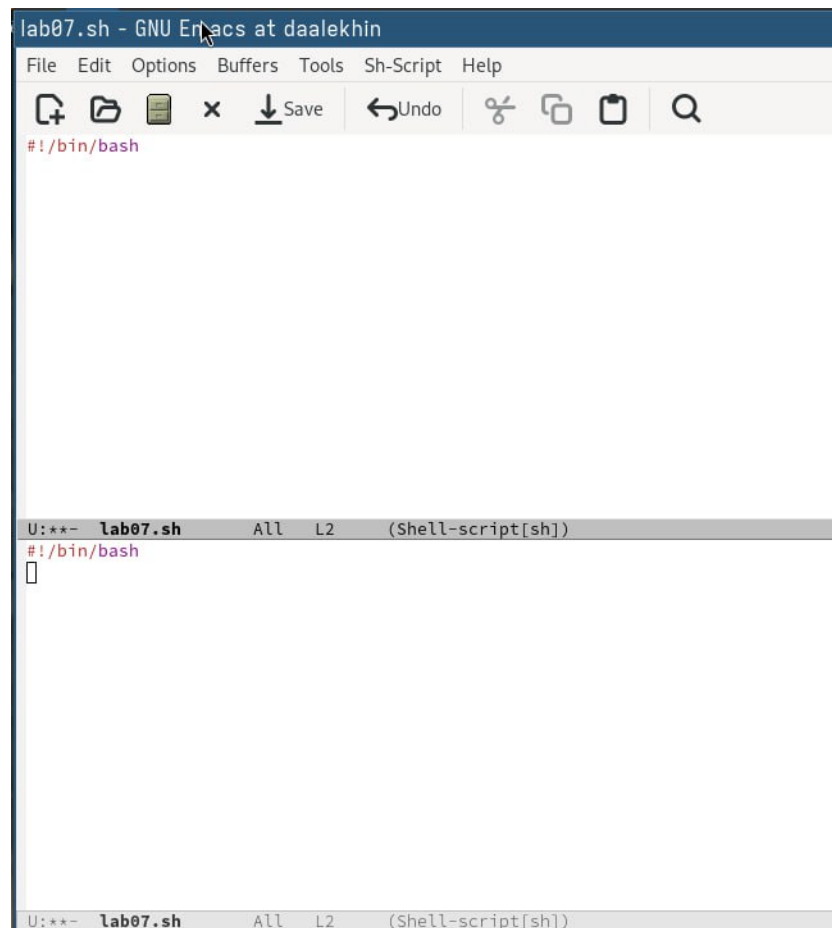 lab07.sh - GNU Emacs at daalekhin
File Edit Options Buffers Tools Sh-Script Help
Save Undo
#!/bin/bash
U:**- lab07.sh All L2 (Shell-script[sh])
#!/bin/bash
U:**- lab07.sh All L2 (Shell-script[sh])